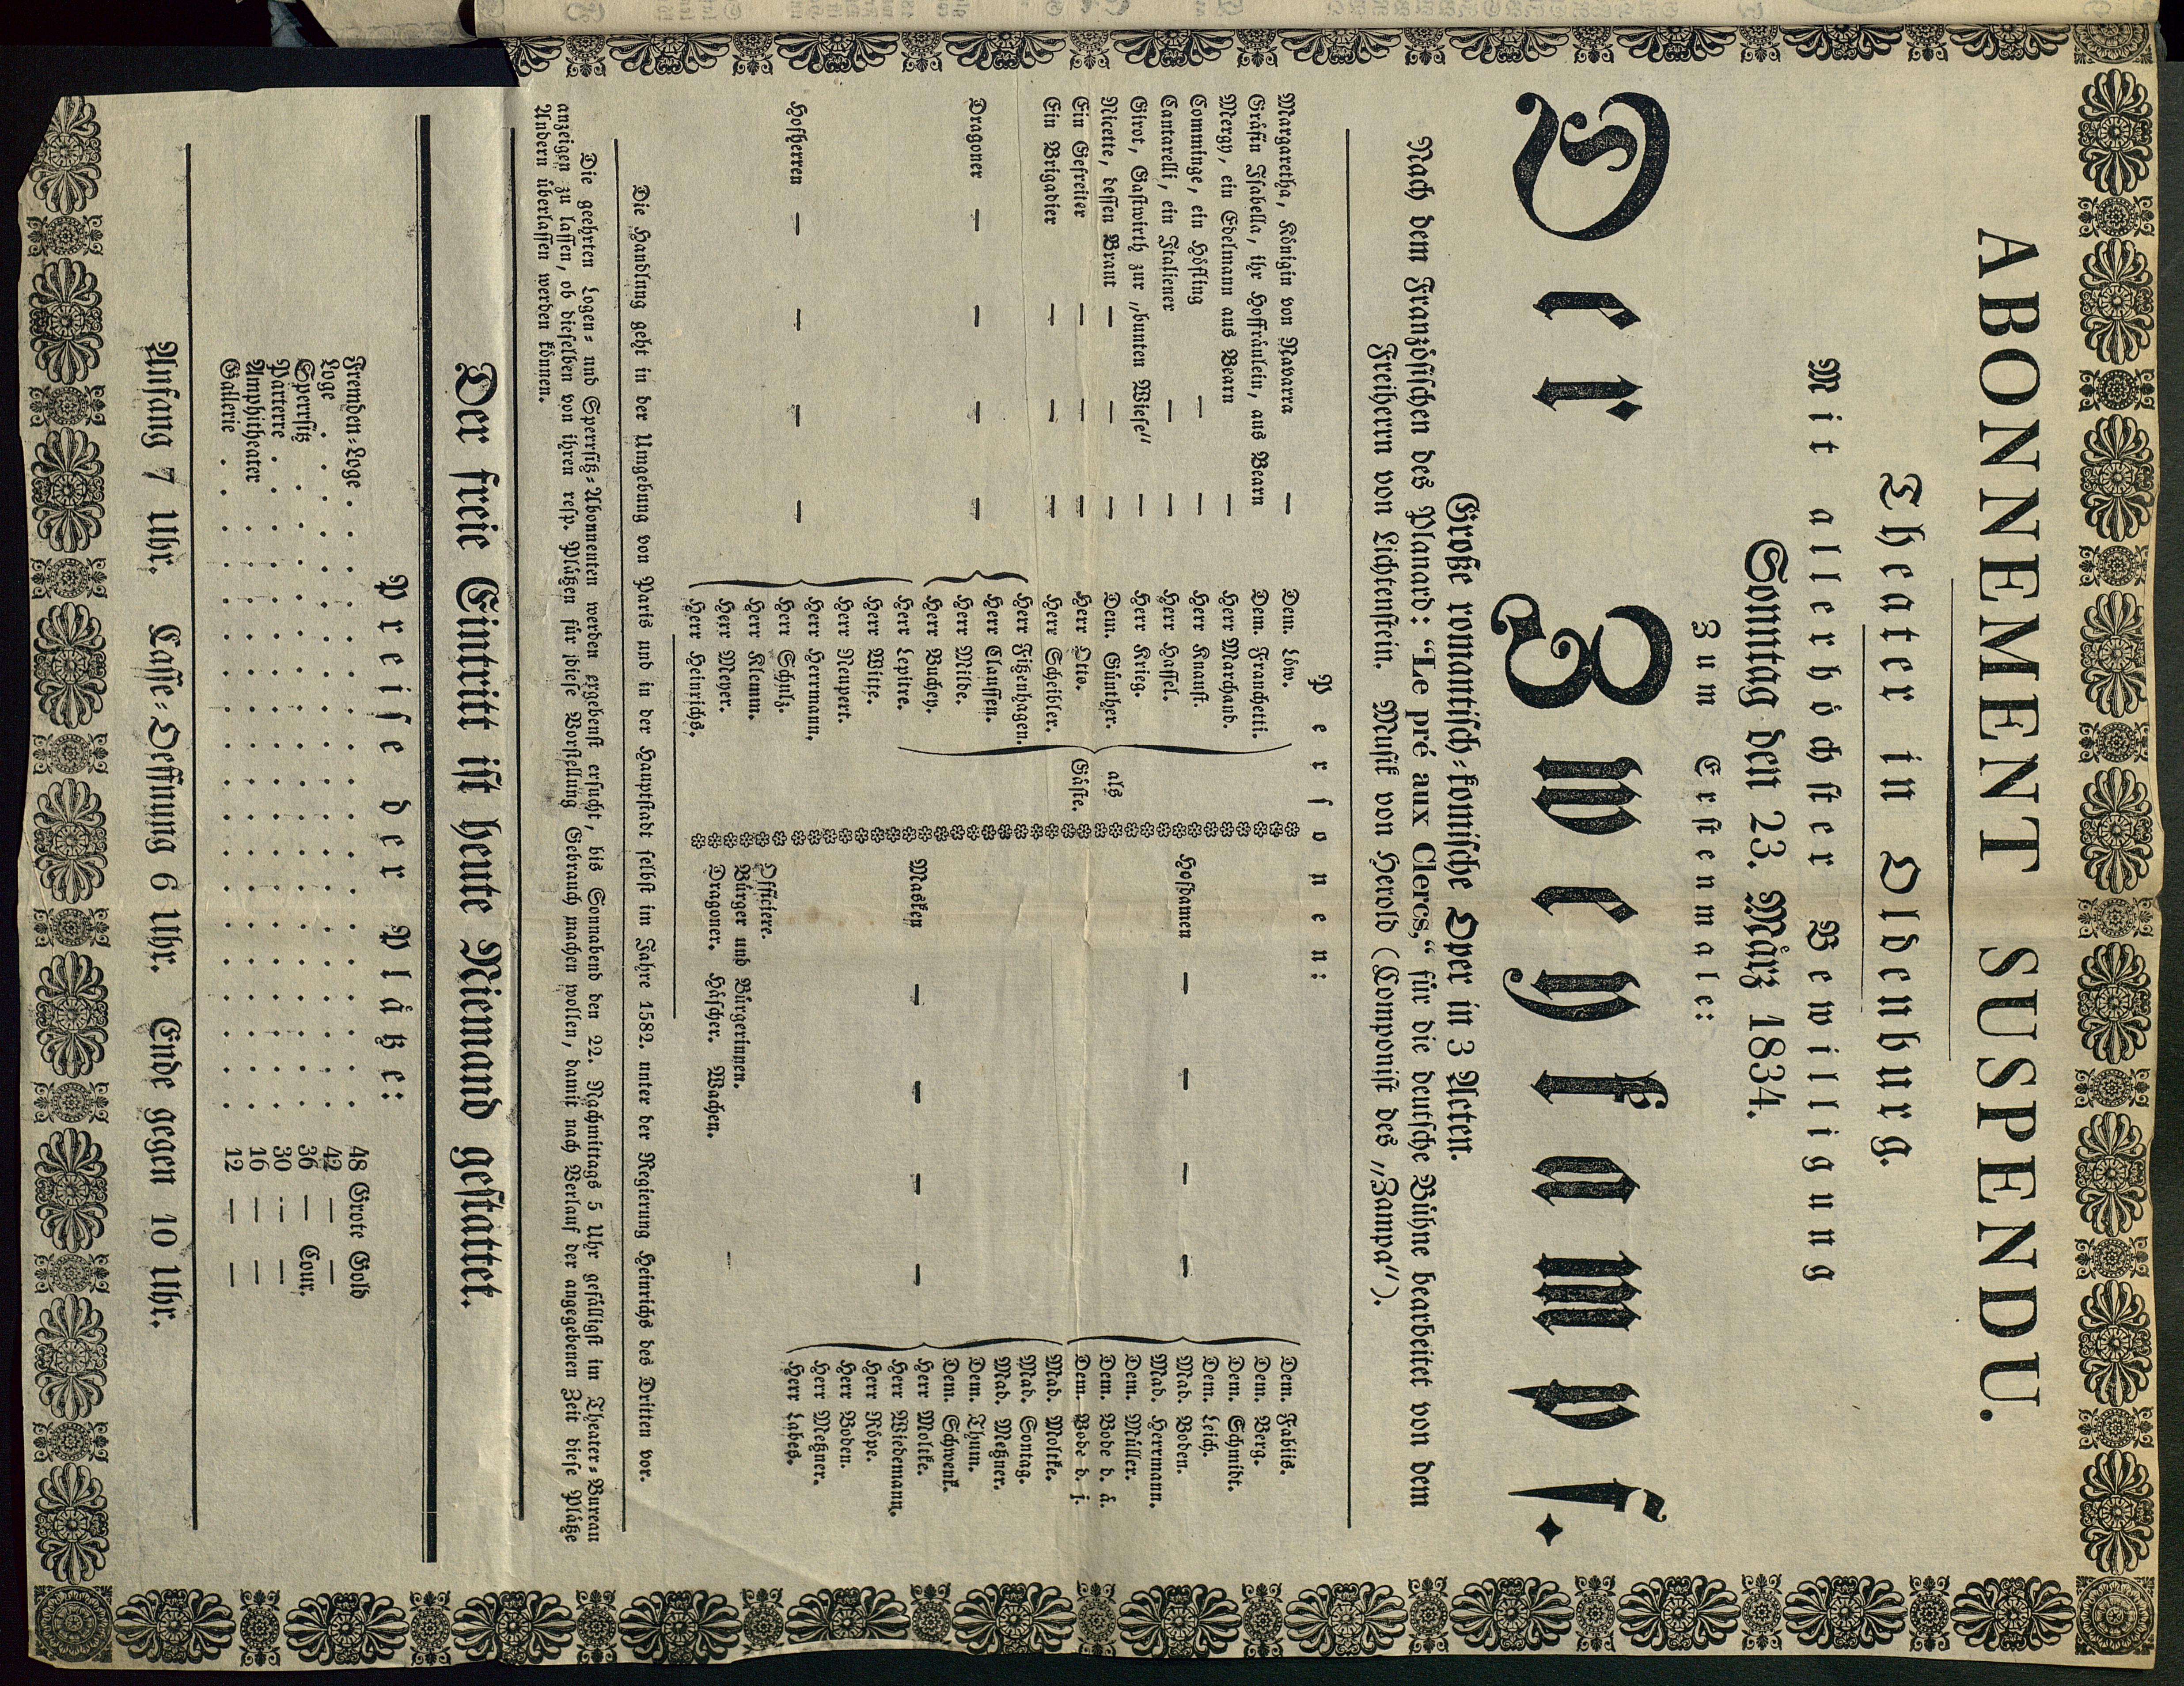 ABONNEMENT SUSPENDU.
Theater in Oldenburg.
Mit allerhöchster Bewilligung
Sonntag den 23. März 1834.
Zum Erstenmale:
Der Zweikampf.
Große romantisch-komische Oper in 3 Acten.
Nach dem Französischen des Planard: "Le pré aux Clercs," für die deutsche Bühne bearbeitet von dem
Freiherrn von Lichtenstein. Musik von Herold (Componist des „Zampa").
Personen:
Margaretha, Königin von Navarra — Dem. Löw.
Gräfin Isabella, ihr Hoffräulein, aus Bearn Dem. Franchetti.
Mergy, ein Edelmann aus Bearn — Herr Marchand.
Comminge, ein Höfling — — Herr Knaust.
Cantarelli, ein Italiener — — Herr Hassel.
Girot, Gastwirth zur „bunten Wiese" — Herr Krieg.
Nicette, dessen Braut — — — Dem. Günther.
Ein Gefreiter — — — Herr Otto.
Ein Brigadier — — — Herr Scheibler.
Dragoner — — — —
Herr Fitzenhagen.
Herr Claussen.
Herr Milde.
Herr Buchey.
Hofherren — — — —
Herr Lepirre.
Herr Witte.
Herr Neupert.
Herr Herrmann.
Herr Schulz.
Herr Klemm.
Herr Meyer.
Herr Heinrichs.
als
Gäste.
Hofdamen — — — —
Dem. Fabiis.
Dem. Berg.
Dem. Schmidt.
Dem. Leich.
Mad. Boden.
Mad. Herrmann.
Dem. Müller.
Dem. Bode d. ä.
Dem. Bode d. j.
Masken — — — —
Mad. Moltke.
Mad. Sontag.
Mad. Meßner.
Dem. Thum.
Dem. Schwenk.
Herr Moltke.
Herr Wiedemann.
Herr Röpe.
Herr Boden.
Herr Meßner.
Herr Labes.
Officiere.
Bürger und Bürgerinnen.
Dragoner. Häscher. Wachen.
Die Handlung geht in der Umgebung von Paris und in der Hauptstadt selbst im Jahre 1582. unter der Regierung Heinrichs des Dritten vor.
Die geehrten Logen- und Sperrsitz-Abonnenten werden ergebenst ersucht, bis Sonnabend den 22. Nachmittags 5 Uhr gefälligst im Theater-Bureau
anzeigen zu lassen, ob dieselben von ihren resp. Plätzen für diese Vorstellung Gebrauch machen wollen, damit nach Verlauf der angegebenen Zeit diese Plätze
Andern überlassen werden können.
Der freie Eintritt ist heute Niemand gestattet.
Preise der Plätze:
Fremden-Loge . . . . . . . . . . . . . . . . . . 48 Grote Gold
Loge . . . . . . . . . . . . . . . . . . . . 42 — —
Sperrsitz . . . . . . . . . . . . . . . . . . . 36 — Cour.
Parterre . . . . . . . . . . . . . . . . . . . 30 — —
Amphitheater . . . . . . . . . . . . . . . . . . 16 — —
Gallerie . . . . . . . . . . . . . . . . . . . 12 — —
Anfang 7 Uhr. Casse-Oeffnung 6 Uhr. Ende gegen 10 Uhr.